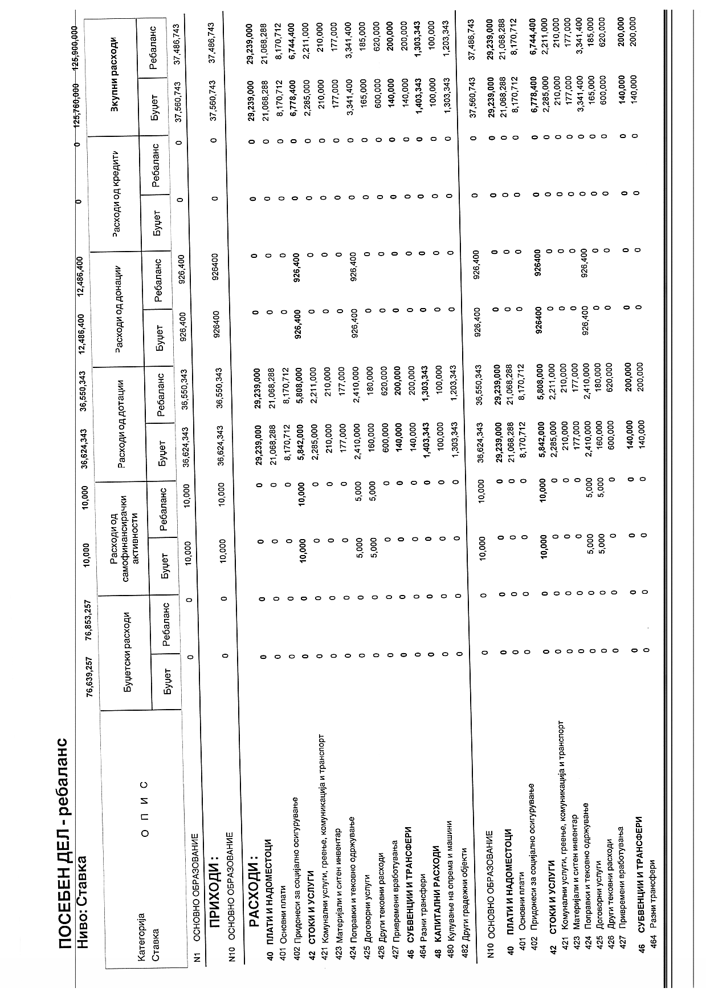 ПОСЕБЕН ДЕЛ - ребаланс
Ниво: Ставка
76,639,257 76,853,257 10,000 10,000 36,624,343 36,550,343 12,486,400 12,486,400 0 0 125,760,000 125,900,000
Категорија О П И С Буџетски расходи Расходи од самофинансирачки активности Расходи од дотации Расходи од донации Расходи од кредити Вкупни расходи
Ставка Буџет Ребаланс Буџет Ребаланс Буџет Ребаланс Буџет Ребаланс Буџет Ребаланс Буџет Ребаланс
N1 ОСНОВНО ОБРАЗОВАНИЕ 0 0 10,000 10,000 36,624,343 36,550,343 926,400 926,400 0 0 37,560,743 37,486,743
ПРИХОДИ :
N10 ОСНОВНО ОБРАЗОВАНИЕ 0 0 10,000 10,000 36,624,343 36,550,343 926400 926400 0 0 37,560,743 37,486,743
РАСХОДИ :
40 ПЛАТИ И НАДОМЕСТОЦИ 0 0 0 0 29,239,000 29,239,000 0 0 0 0 29,239,000 29,239,000
401 Основни плати 0 0 0 0 21,068,288 21,068,288 0 0 0 0 21,068,288 21,068,288
402 Придонеси за социјално осигурување 0 0 0 0 8,170,712 8,170,712 0 0 0 0 8,170,712 8,170,712
42 СТОКИ И УСЛУГИ 0 0 10,000 10,000 5,842,000 5,808,000 926,400 926,400 0 0 6,778,400 6,744,400
421 Комунални услуги, греење, комуникација и транспорт 0 0 0 0 2,285,000 2,211,000 0 0 0 0 2,285,000 2,211,000
423 Материјали и ситен инвентар 0 0 0 0 210,000 210,000 0 0 0 0 210,000 210,000
424 Поправки и тековно одржување 0 0 0 0 177,000 177,000 0 0 0 0 177,000 177,000
425 Договорни услуги 0 0 5,000 5,000 2,410,000 2,410,000 926,400 926,400 0 0 3,341,400 3,341,400
426 Други тековни расходи 0 0 5,000 5,000 160,000 180,000 0 0 0 0 165,000 185,000
427 Привремени вработувања 0 0 0 0 600,000 620,000 0 0 0 0 600,000 620,000
46 СУБВЕНЦИИ И ТРАНСФЕРИ 0 0 0 0 140,000 200,000 0 0 0 0 140,000 200,000
464 Разни трансфери 0 0 0 0 140,000 200,000 0 0 0 0 140,000 200,000
48 КАПИТАЛНИ РАСХОДИ 0 0 0 0 1,403,343 1,303,343 0 0 0 0 1,403,343 1,303,343
480 Купување на опрема и машини 0 0 0 0 100,000 100,000 0 0 0 0 100,000 100,000
482 Други градежни објекти 0 0 0 0 1,303,343 1,203,343 0 0 0 0 1,303,343 1,203,343
N10 ОСНОВНО ОБРАЗОВАНИЕ 0 0 10,000 10,000 36,624,343 36,550,343 926,400 926,400 0 0 37,560,743 37,486,743
40 ПЛАТИ И НАДОМЕСТОЦИ 0 0 0 0 29,239,000 29,239,000 0 0 0 0 29,239,000 29,239,000
401 Основни плати 0 0 0 0 21,068,288 21,068,288 0 0 0 0 21,068,288 21,068,288
402 Придонеси за социјално осигурување 0 0 0 0 8,170,712 8,170,712 0 0 0 0 8,170,712 8,170,712
42 СТОКИ И УСЛУГИ 0 0 10,000 10,000 5,842,000 5,808,000 926400 926400 0 0 6,778,400 6,744,400
421 Комунални услуги, греење, комуникација и транспорт 0 0 0 0 2,285,000 2,211,000 0 0 0 0 2,285,000 2,211,000
423 Материјали и ситен инвентар 0 0 0 0 210,000 210,000 0 0 0 0 210,000 210,000
424 Поправки и тековно одржување 0 0 0 0 177,000 177,000 0 0 0 0 177,000 177,000
425 Договорни услуги 0 0 5,000 5,000 2,410,000 2,410,000 926,400 926,400 0 0 3,341,400 3,341,400
426 Други тековни расходи 0 0 5,000 5,000 160,000 180,000 0 0 0 0 165,000 185,000
427 Привремени вработувања 0 0 0 0 600,000 620,000 0 0 0 0 600,000 620,000
46 СУБВЕНЦИИ И ТРАНСФЕРИ 0 0 0 0 140,000 200,000 0 0 0 0 140,000 200,000
464 Разни трансфери 0 0 0 0 140,000 200,000 0 0 0 0 140,000 200,000